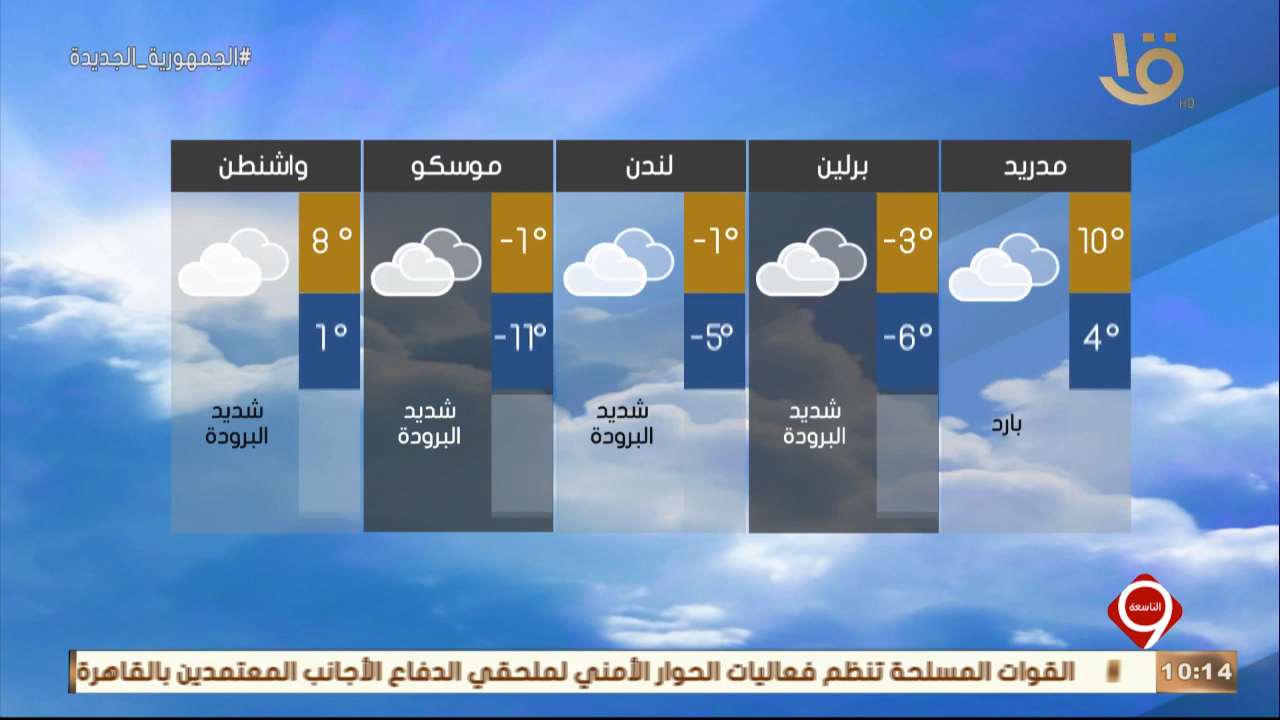 #الجمهورية_الجديدة
HD
مدريد
10°
4°
بارد
برلين
-3°
-6°
شديد
البرودة
لندن
-1°
-5°
شديد
البرودة
موسكو
-1°
-11°
شديد
البرودة
واشنطن
8 °
1 °
شديد
البرودة
التاسعة
9
القوات المسلحة تنظم فعاليات الحوار الأمني لملحقي الدفاع الأجانب المعتمدين بالقاهرة
10:14